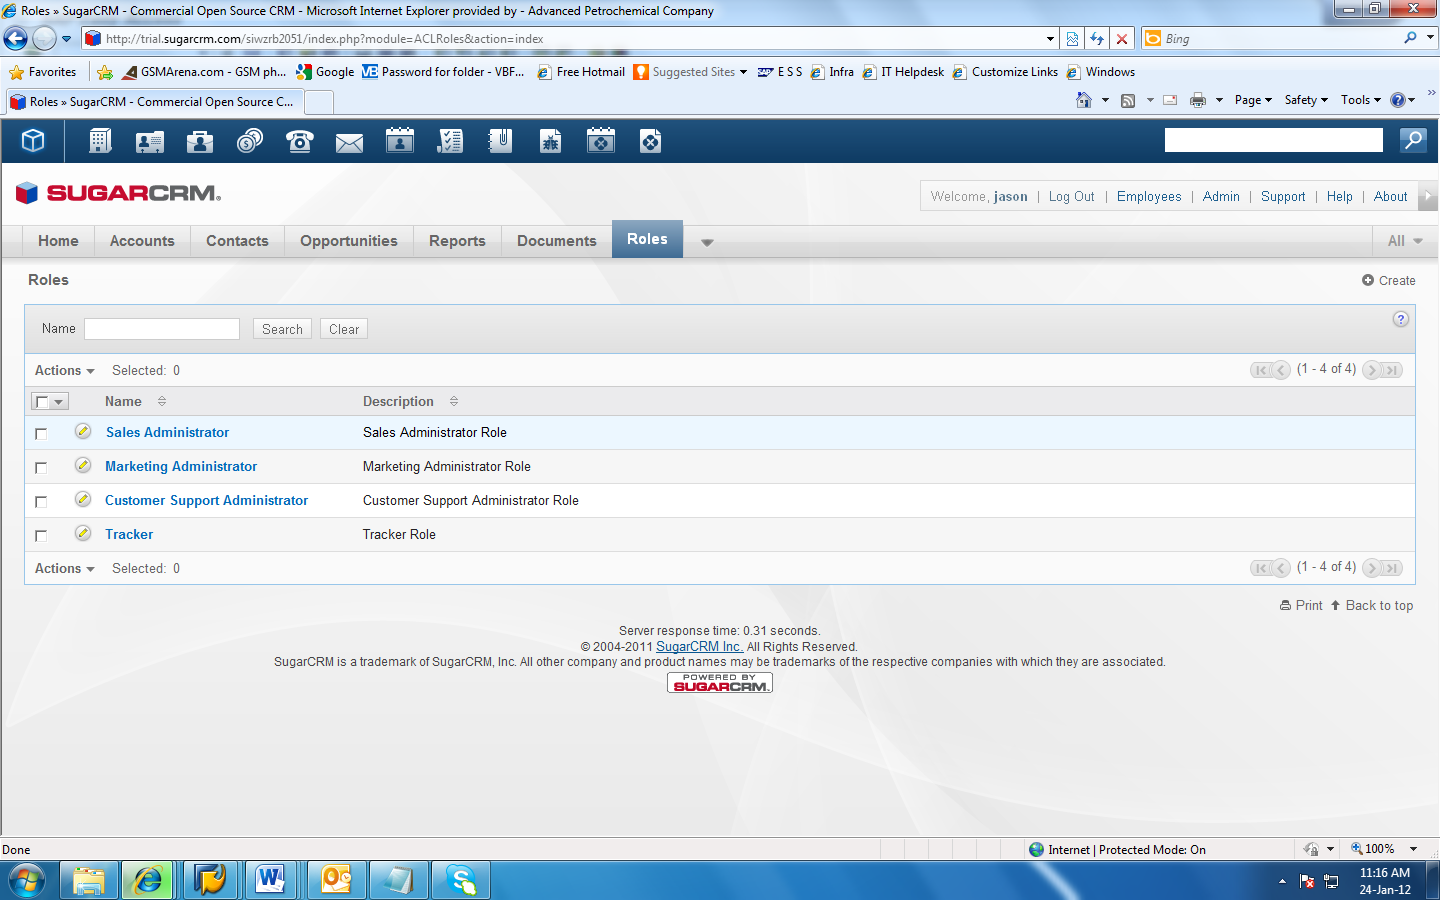 Roles » SugarCRM - Commercial Open Source CRM - Microsoft Internet Explorer provided by - Advanced Petrochemical Company
http://trial.sugarcrm.com/siwzrb2051/index.php?module=ACLRoles&action=index
Bing
Favorites GSMArena.com - GSM ph... Google VB Password for folder - VBF... Free Hotmail Suggested Sites SAP E S S Infra IT Helpdesk Customize Links Windows
Roles » SugarCRM - Commercial Open Source C...
Page Safety Tools
SUGARCRM.
Welcome, jason | Log Out | Employees | Admin | Support | Help | About
Home Accounts Contacts Opportunities Reports Documents Roles All
Roles
Create
Name Search Clear ?
Actions Selected: 0 (1 - 4 of 4)
Name Description
Sales Administrator Sales Administrator Role
Marketing Administrator Marketing Administrator Role
Customer Support Administrator Customer Support Administrator Role
Tracker Tracker Role
Actions Selected: 0 (1 - 4 of 4)
Print Back to top
Server response time: 0.31 seconds.
© 2004-2011 SugarCRM Inc. All Rights Reserved.
SugarCRM is a trademark of SugarCRM, Inc. All other company and product names may be trademarks of the respective companies with which they are associated.
POWERED BY
SUGARCRM.
Done
Internet | Protected Mode: On
100%
11:16 AM
24-Jan-12